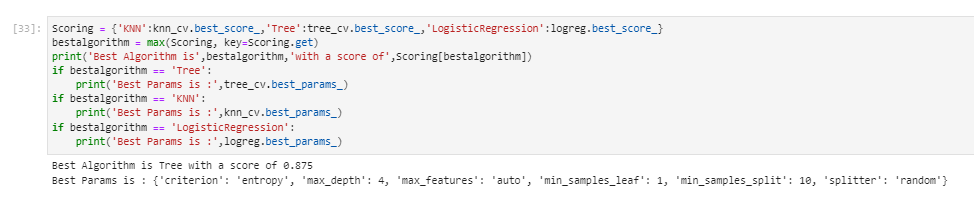 [33]: Scoring = {'KNN':knn_cv.best_score_,'Tree':tree_cv.best_score_,'LogisticRegression':logreg.best_score_}
bestalgorithm = max(Scoring, key=Scoring.get)
print('Best Algorithm is',bestalgorithm,'with a score of',Scoring[bestalgorithm])
if bestalgorithm == 'Tree':
    print('Best Params is :',tree_cv.best_params_)
if bestalgorithm == 'KNN':
    print('Best Params is :',knn_cv.best_params_)
if bestalgorithm == 'LogisticRegression':
    print('Best Params is :',logreg.best_params_)
Best Algorithm is Tree with a score of 0.875
Best Params is : {'criterion': 'entropy', 'max_depth': 4, 'max_features': 'auto', 'min_samples_leaf': 1, 'min_samples_split': 10, 'splitter': 'random'}